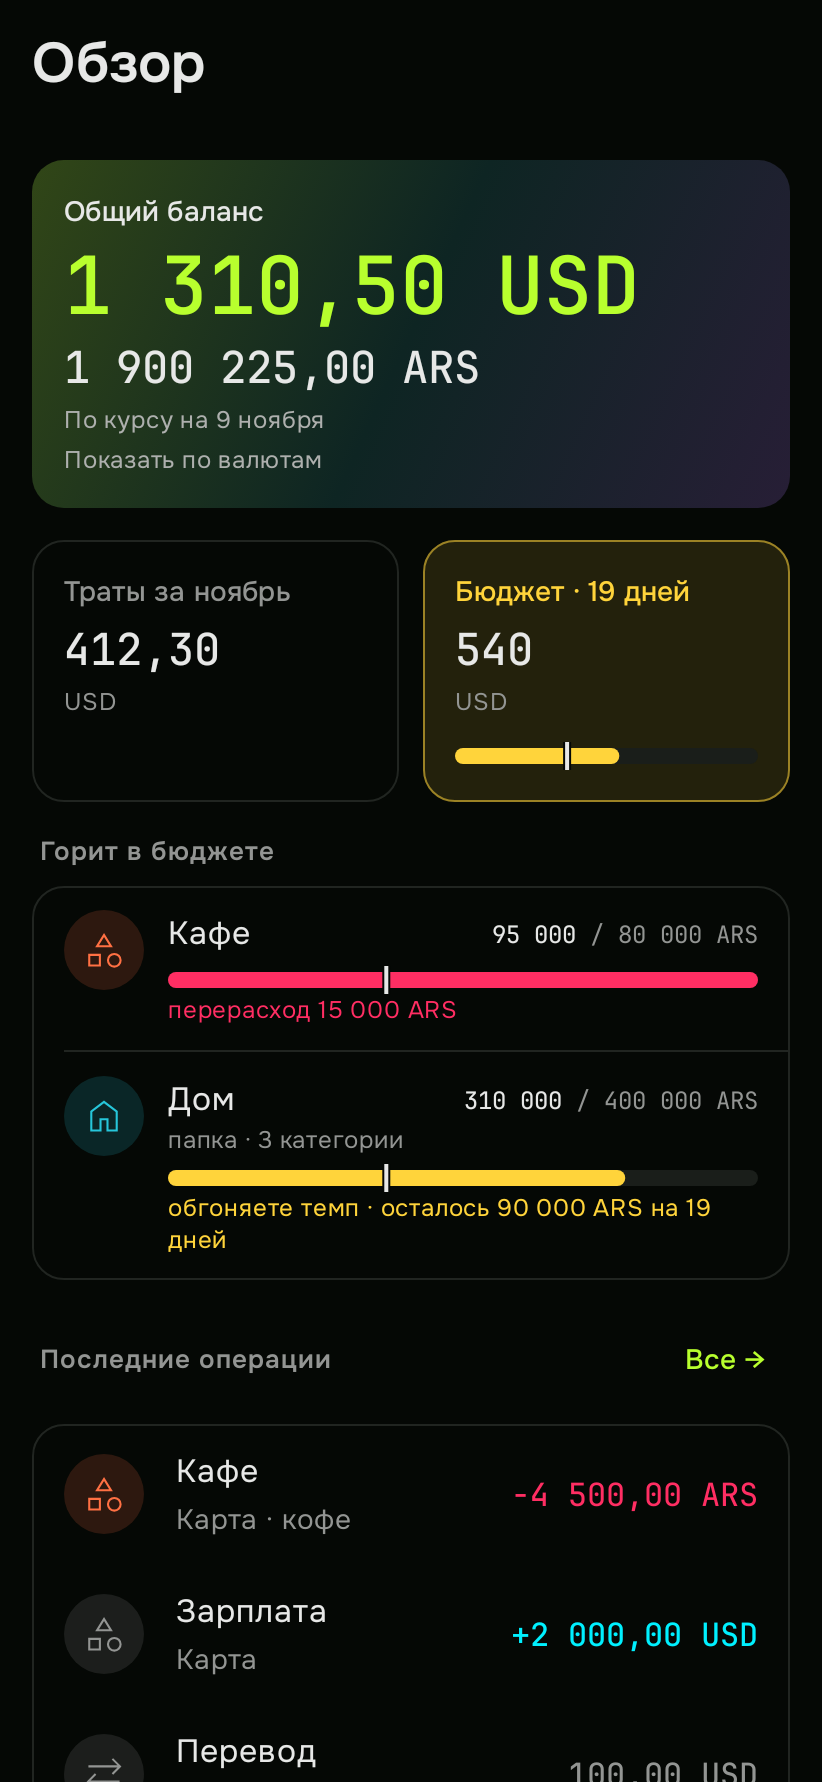 Обзор
Общий баланс
1 310,50 USD
1 900 225,00 ARS
По курсу на 9 ноября
Показать по валютам
Траты за ноябрь
412,30
USD
Бюджет · 19 дней
540
USD
Горит в бюджете
Кафе
95 000 / 80 000 ARS
перерасход 15 000 ARS
Дом
310 000 / 400 000 ARS
папка · 3 категории
обгоняете темп · осталось 90 000 ARS на 19
дней
Последние операции
Все →
Кафе
-4 500,00 ARS
Карта · кофе
Зарплата
+2 000,00 USD
Карта
Перевод
100,00 USD